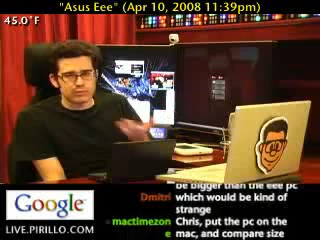 "Asus Eee" (Apr 10, 2008 11:39pm)
45.0°F
be bigger than the eee pc
Dmitri which would be kind of
strange
mactimezon Chris, put the pc on the
e mac, and compare size
Google
LIVE.PIRILLO.COM